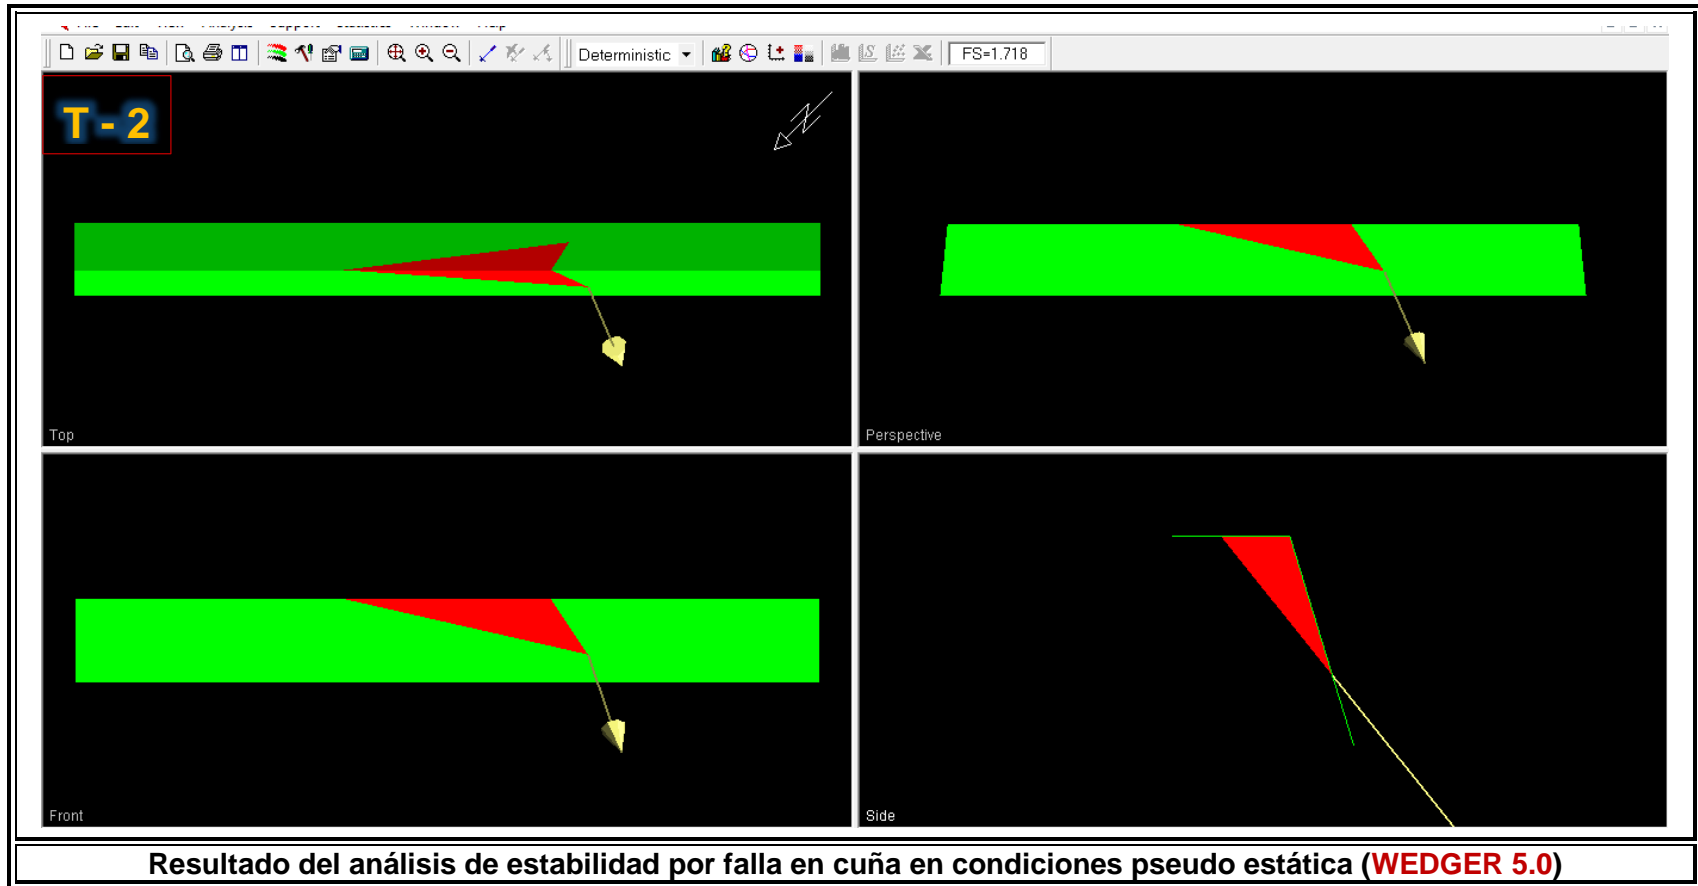 Deterministic
FS=1.718
T - 2
Top
Perspective
Front
Side
Resultado del análisis de estabilidad por falla en cuña en condiciones pseudo estática (WEDGER 5.0)